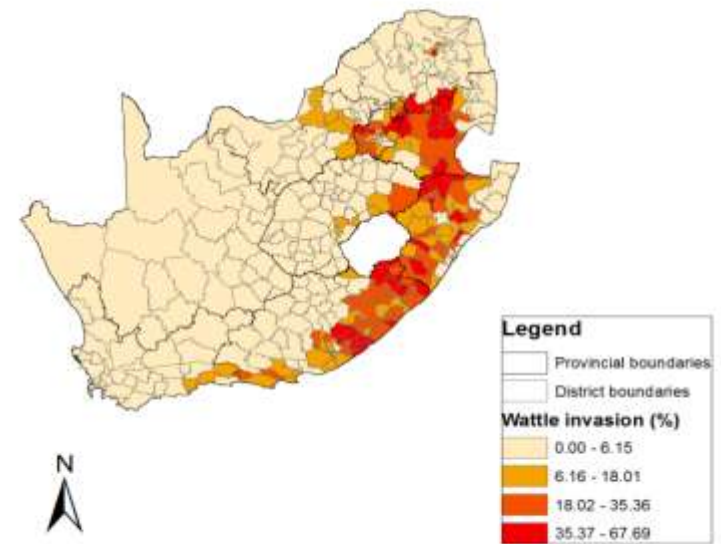 N
Legend
Provincial boundaries
District boundaries
Wattle invasion (%)
0.00 - 6.15
6.16 - 18.01
18.02 - 35.36
35.37 - 67.69